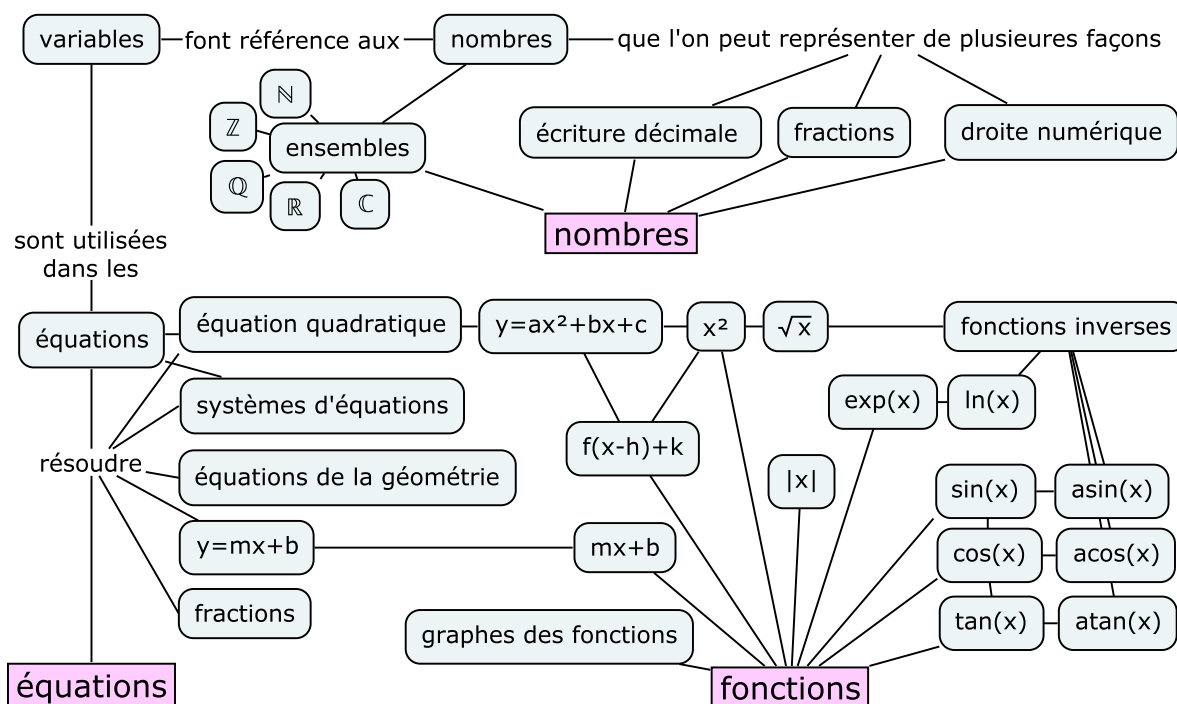 variables
font référence aux
nombres
que l'on peut représenter de plusieures façons
ℕ
ℤ
ensembles
écriture décimale
fractions
droite numérique
ℚ
ℝ
ℂ
nombres
sont utilisées
dans les
équations
équation quadratique
y=ax²+bx+c
x²
√x
fonctions inverses
systèmes d'équations
exp(x)
ln(x)
résoudre
f(x-h)+k
équations de la géométrie
|x|
sin(x)
asin(x)
y=mx+b
mx+b
cos(x)
acos(x)
fractions
graphes des fonctions
tan(x)
atan(x)
équations
fonctions